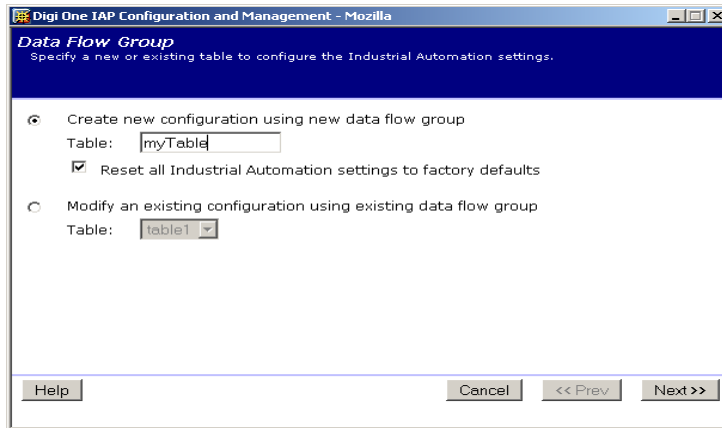 Digi One IAP Configuration and Management - Mozilla
Data Flow Group
Specify a new or existing table to configure the Industrial Automation settings.
Create new configuration using new data flow group
Table: myTable
Reset all Industrial Automation settings to factory defaults
Modify an existing configuration using existing data flow group
Table: table1
Help Cancel << Prev Next >>